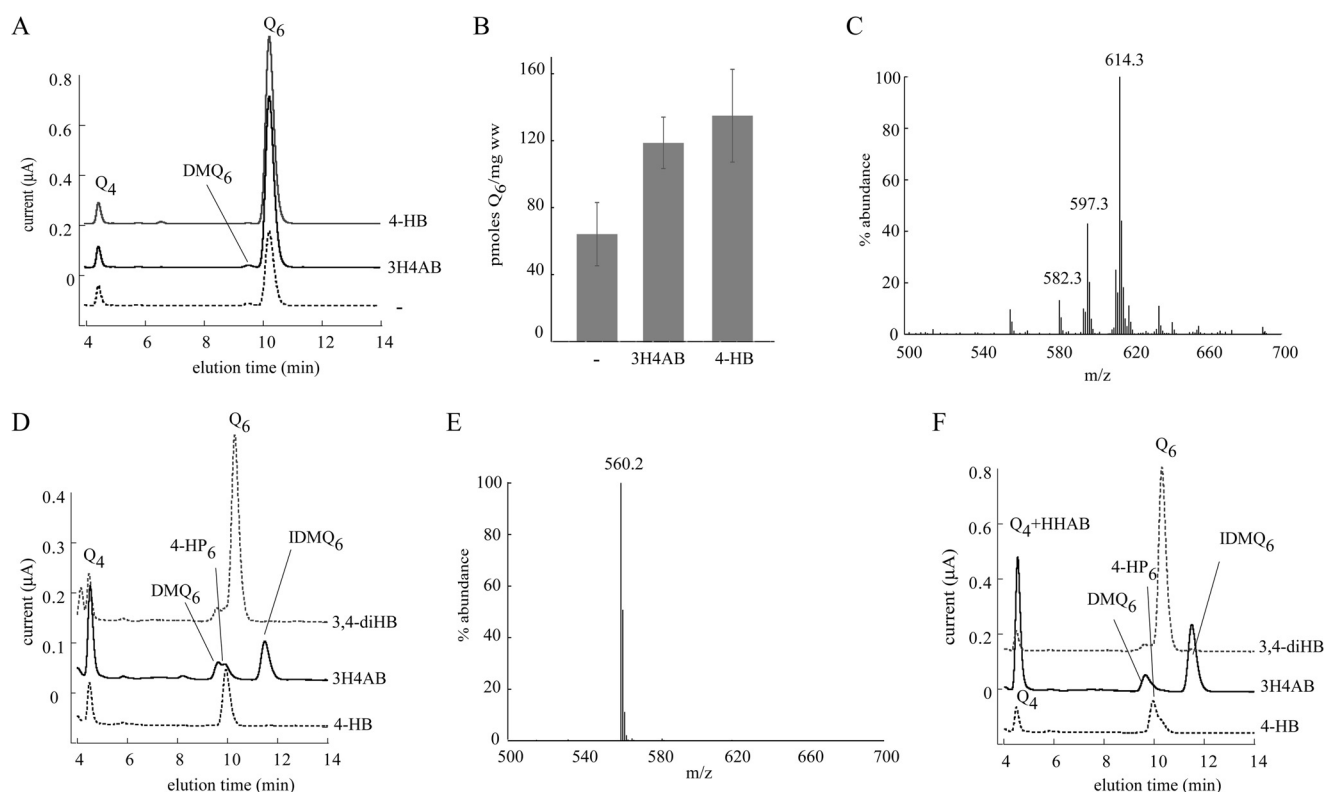 A
Q6
0.8
0.6
DMQ6
0.4
Q4
0.2
4-HB
3H4AB
0
-
4 6 8 10 12 14
elution time (min)
current (µA)
B
160
120
80
40
0
- 3H4AB 4-HB
pmoles Q6/mg ww
C
614.3
100
80
60
597.3
40
582.3
20
0
500 540 580 620 660 700
m/z
% abundance
D
Q6
0.4
0.3
4-HP6
IDMQ6
Q4
DMQ6
0.2
3,4-diHB
0.1
3H4AB
0
4-HB
4 6 8 10 12 14
elution time (min)
current (µA)
E
560.2
100
80
60
40
20
0
500 540 580 620 660 700
m/z
% abundance
F
Q6
0.8
0.6
Q4+HHAB
IDMQ6
4-HP6
0.4
DMQ6
0.2
3,4-diHB
3H4AB
0
Q4
4-HB
4 6 8 10 12 14
elution time (min)
current (µA)